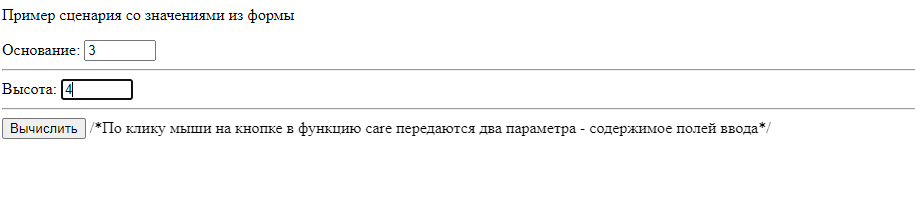 Пример сценария со значениями из формы
Основание: 3
Высота: 4
Вычислить /*По клику мыши на кнопке в функцию care передаются два параметра - содержимое полей ввода*/